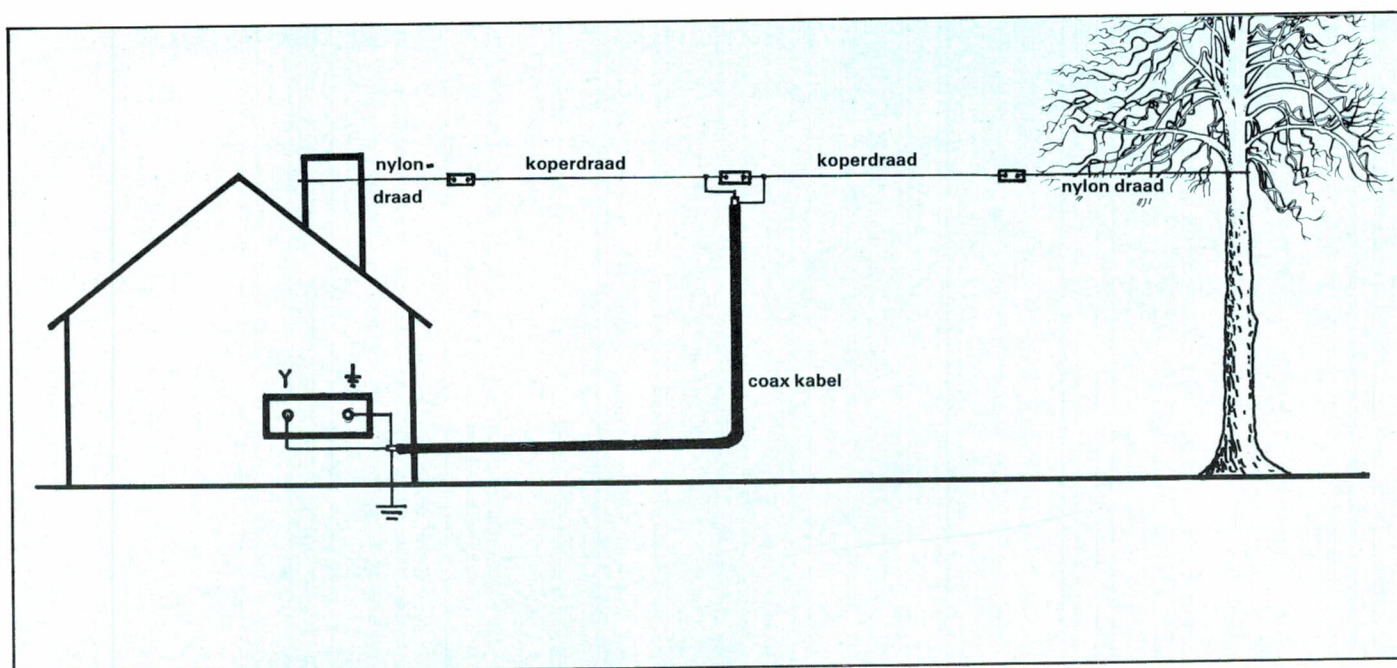 nylon-
draad
koperdraad
koperdraad
nylon draad
coax kabel
Y